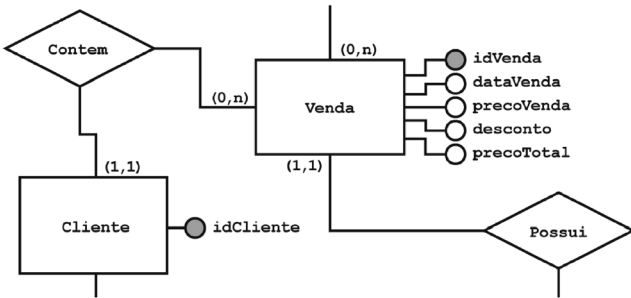 Contem
(0,n)
idVenda
dataVenda
(0,n)
Venda
precoVenda
desconto
(1,1)
(1,1)
precoTotal
Cliente
idCliente
Possui